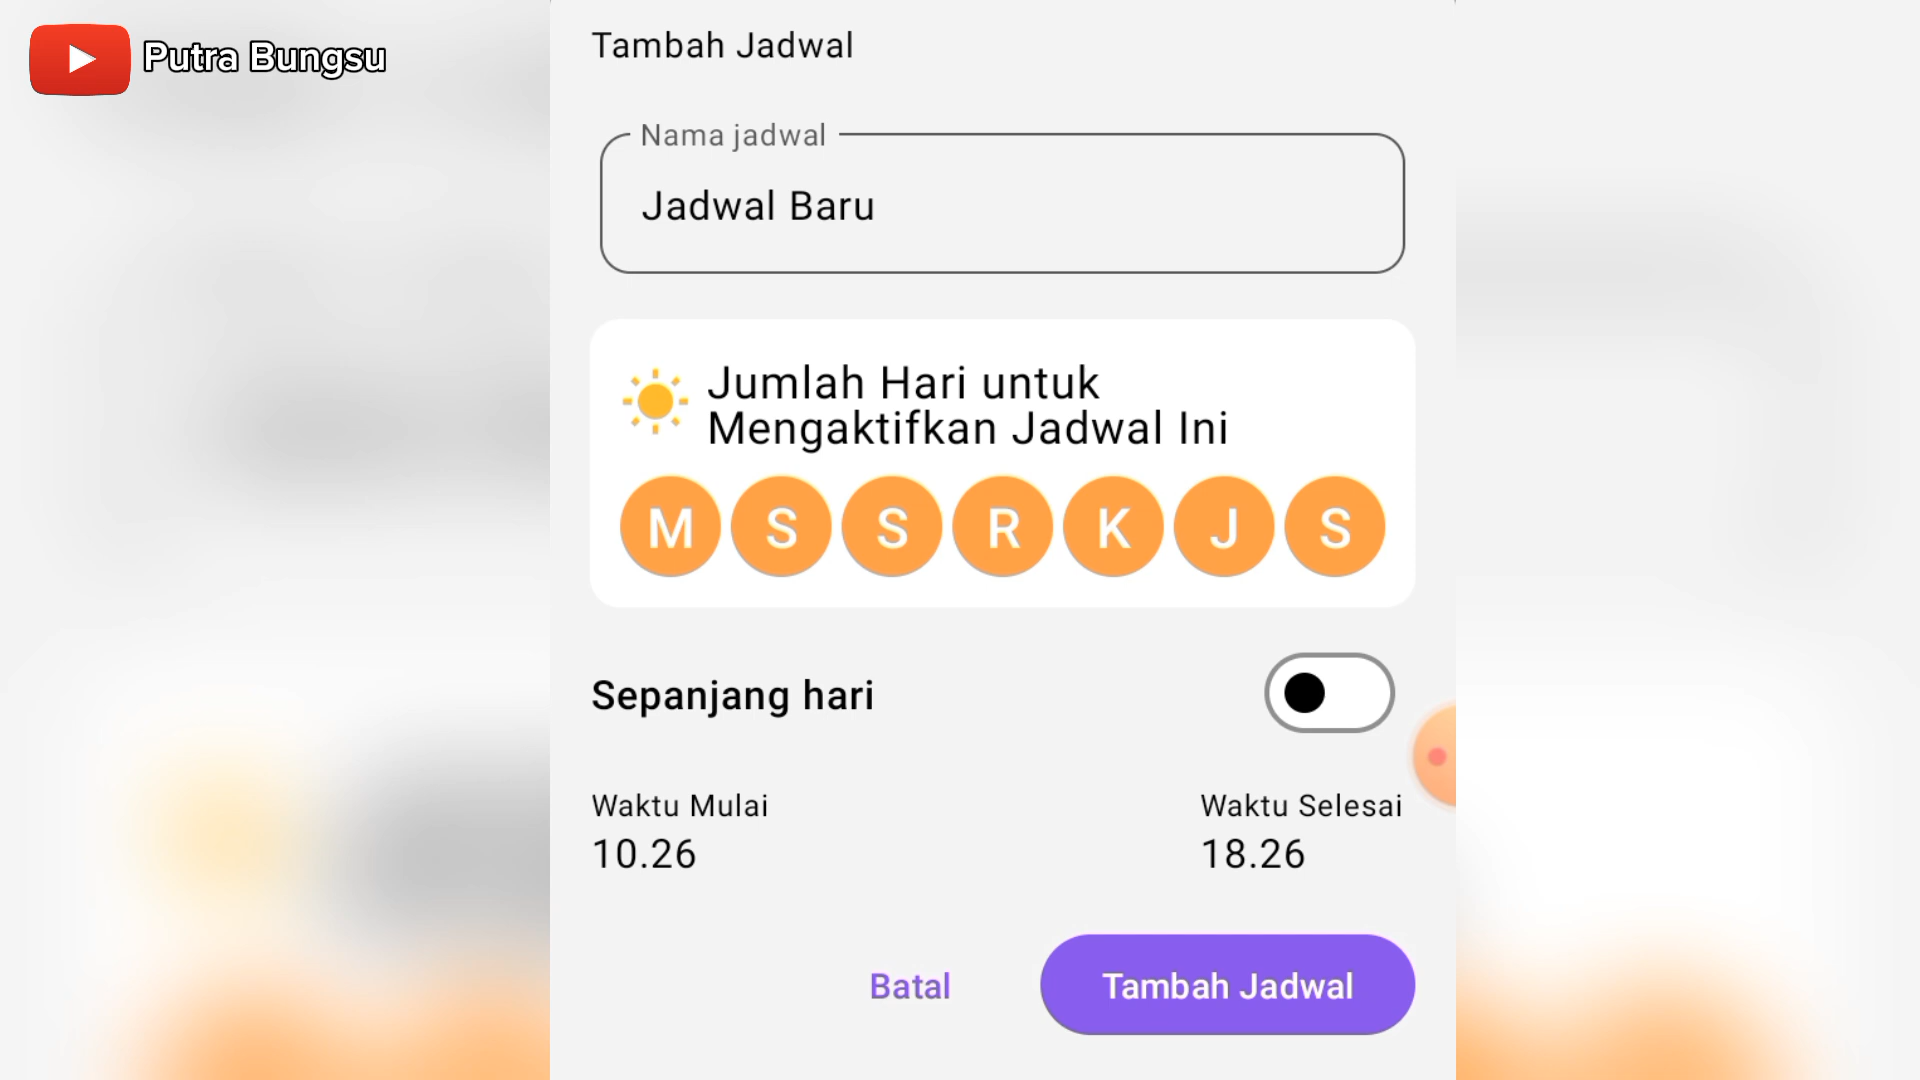 Putra Bungsu
Tambah Jadwal
Nama jadwal
Jadwal Baru
Jumlah Hari untuk
Mengaktifkan Jadwal Ini
M S S R K J S
Sepanjang hari
Waktu Mulai Waktu Selesai
10.26 18.26
Batal Tambah Jadwal